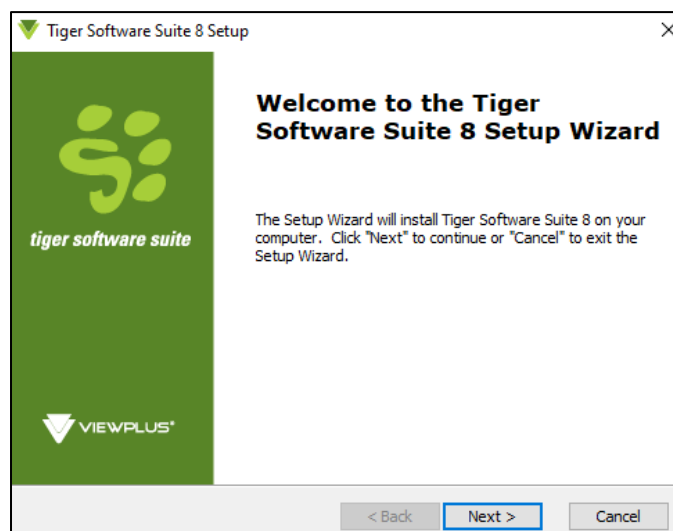 Tiger Software Suite 8 Setup
Welcome to the Tiger
Software Suite 8 Setup Wizard
tiger software suite
The Setup Wizard will install Tiger Software Suite 8 on your
computer. Click "Next" to continue or "Cancel" to exit the
Setup Wizard.
VIEWPLUS®
< Back
Next >
Cancel